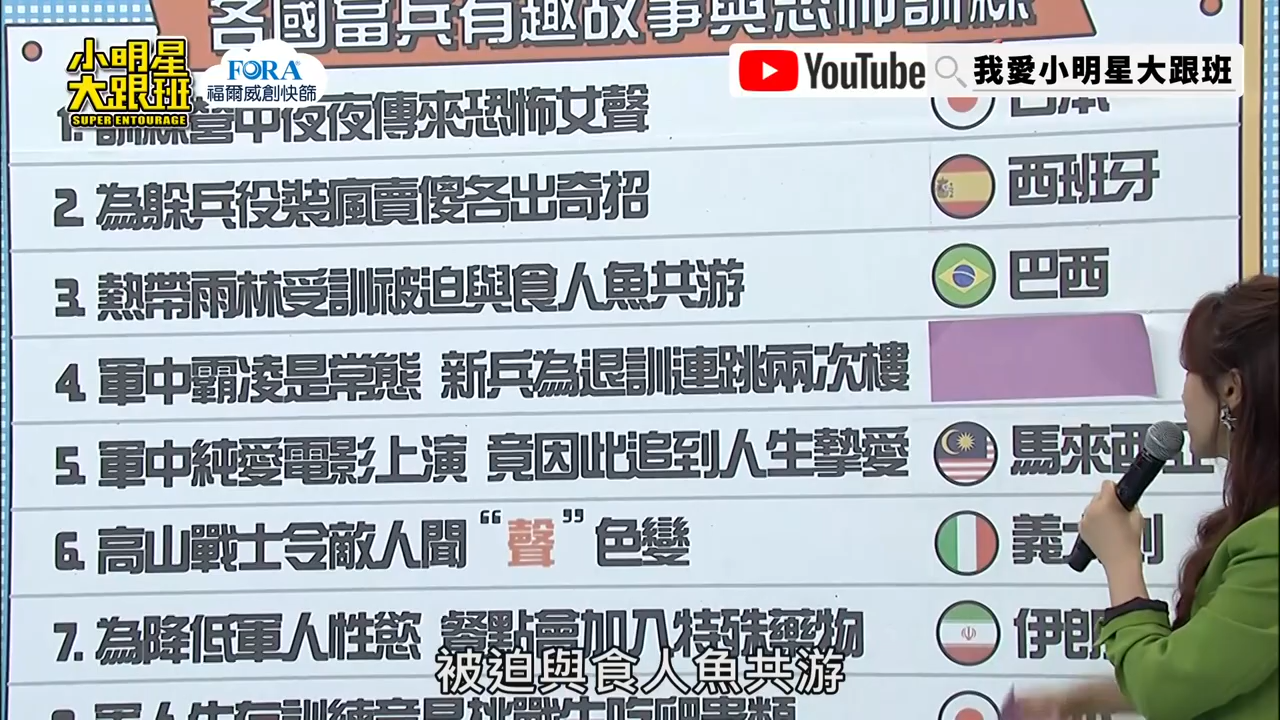 各國當兵有趣故事與恐怖訓練
小明星
大跟班
SUPER ENTOURAGE
FORA®
福爾威創快篩
YouTube
我愛小明星大跟班
1. 訓練營中夜夜傳來恐怖女聲 日本
2. 為躲兵役裝瘋賣傻各出奇招 西班牙
3. 熱帶雨林受訓被迫與食人魚共游 巴西
4. 軍中霸凌是常態 新兵為退訓連跳兩次樓
5. 軍中純愛電影上演 竟因此追到人生摯愛 馬來西亞
6. 高山戰士令敵人聞“聲”色變 義大利
7. 為降低軍人性慾 餐點會加入特殊藥物 伊朗
被迫與食人魚共游